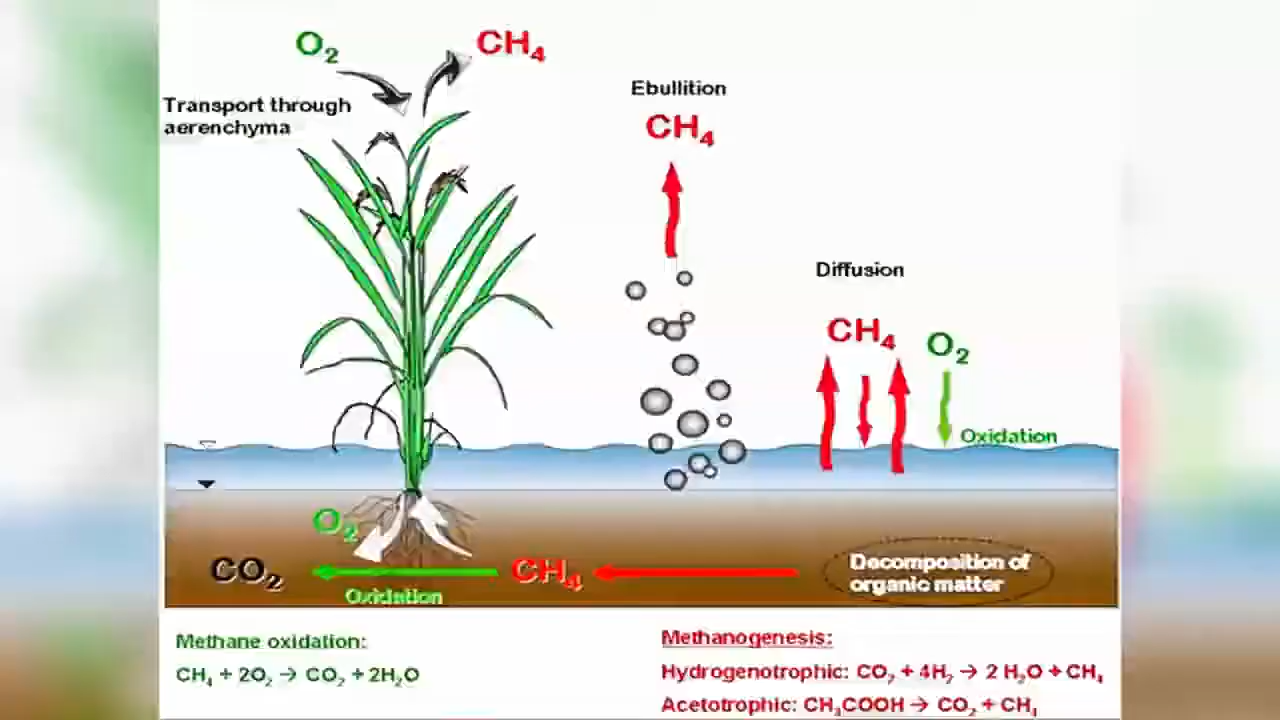 O₂
CH₄
Transport through
aerenchyma
Ebullition
CH₄
Diffusion
CH₄
O₂
Oxidation
O₂
CO₂
CH₄
Oxidation
Decomposition of
organic matter
Methane oxidation:
CH₄ + 2O₂ → CO₂ + 2H₂O
Methanogenesis:
Hydrogenotrophic: CO₂ + 4H₂ → 2 H₂O + CH₄
Acetotrophic: CH₃COOH → CO₂ + CH₄